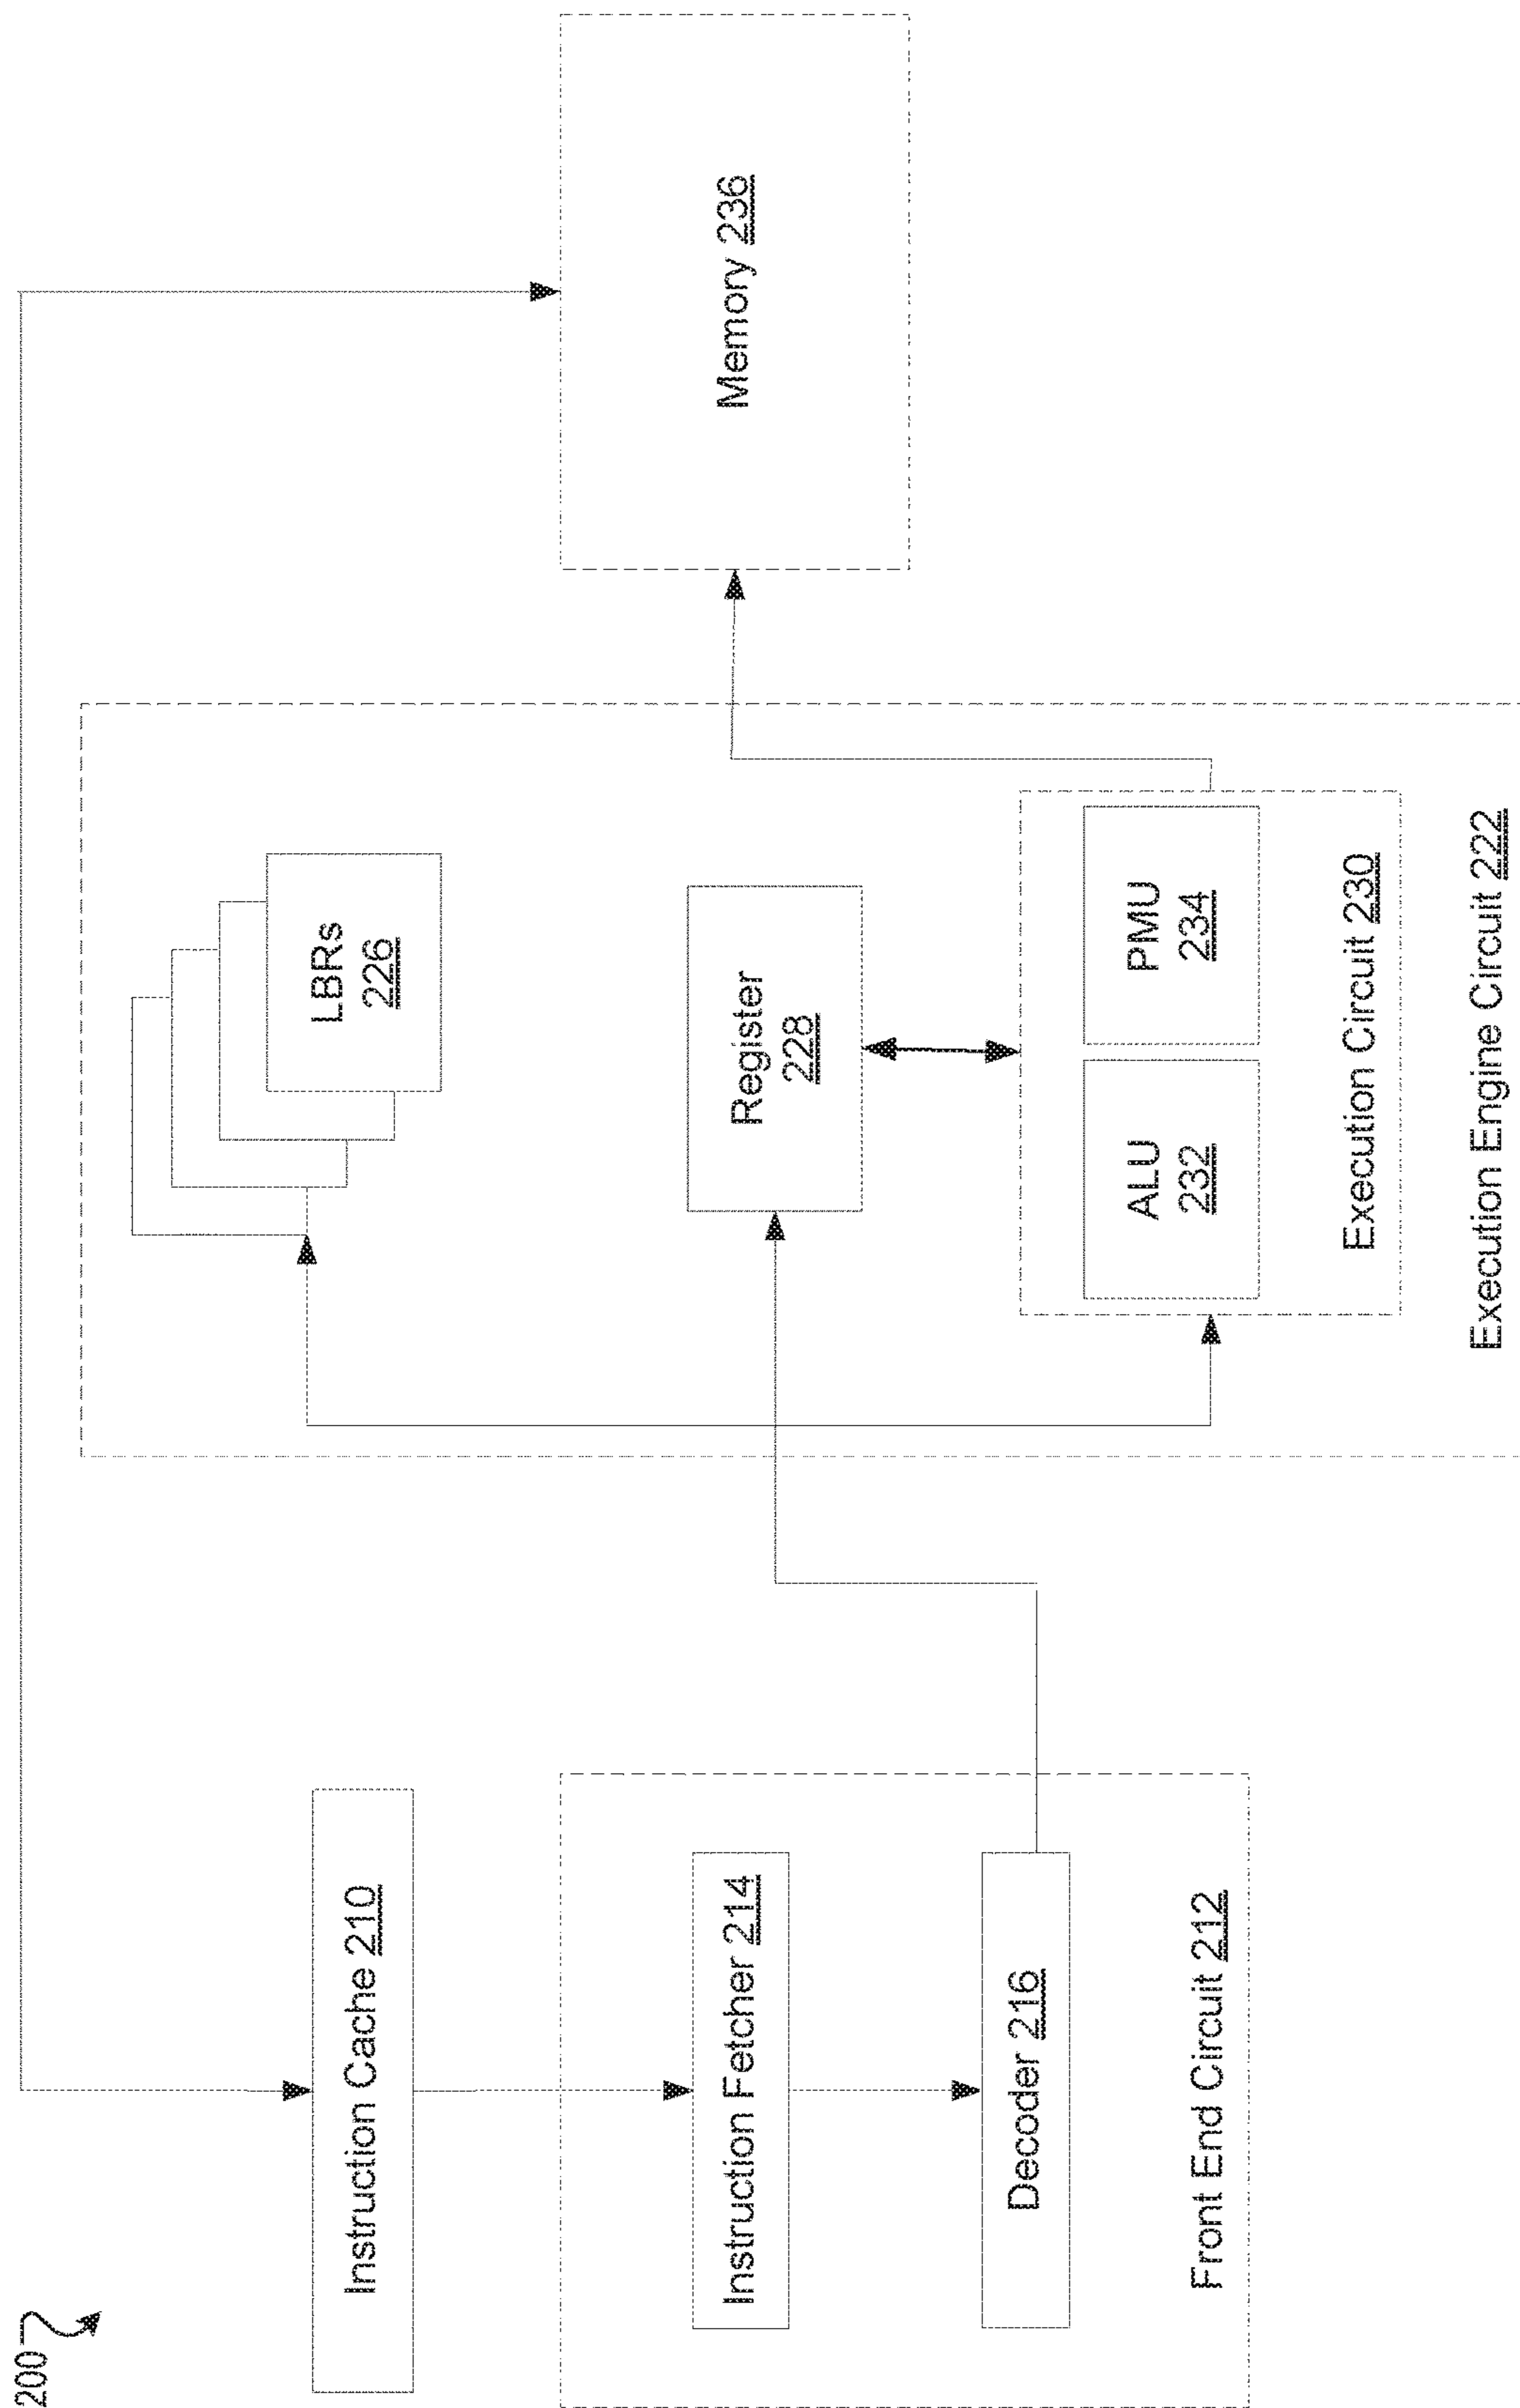 200
Instruction Cache 210
Instruction Fetcher 214
Decoder 216
Front End Circuit 212
LBRs
226
Register
228
ALU
232
PMU
234
Execution Circuit 230
Execution Engine Circuit 222
Memory 236